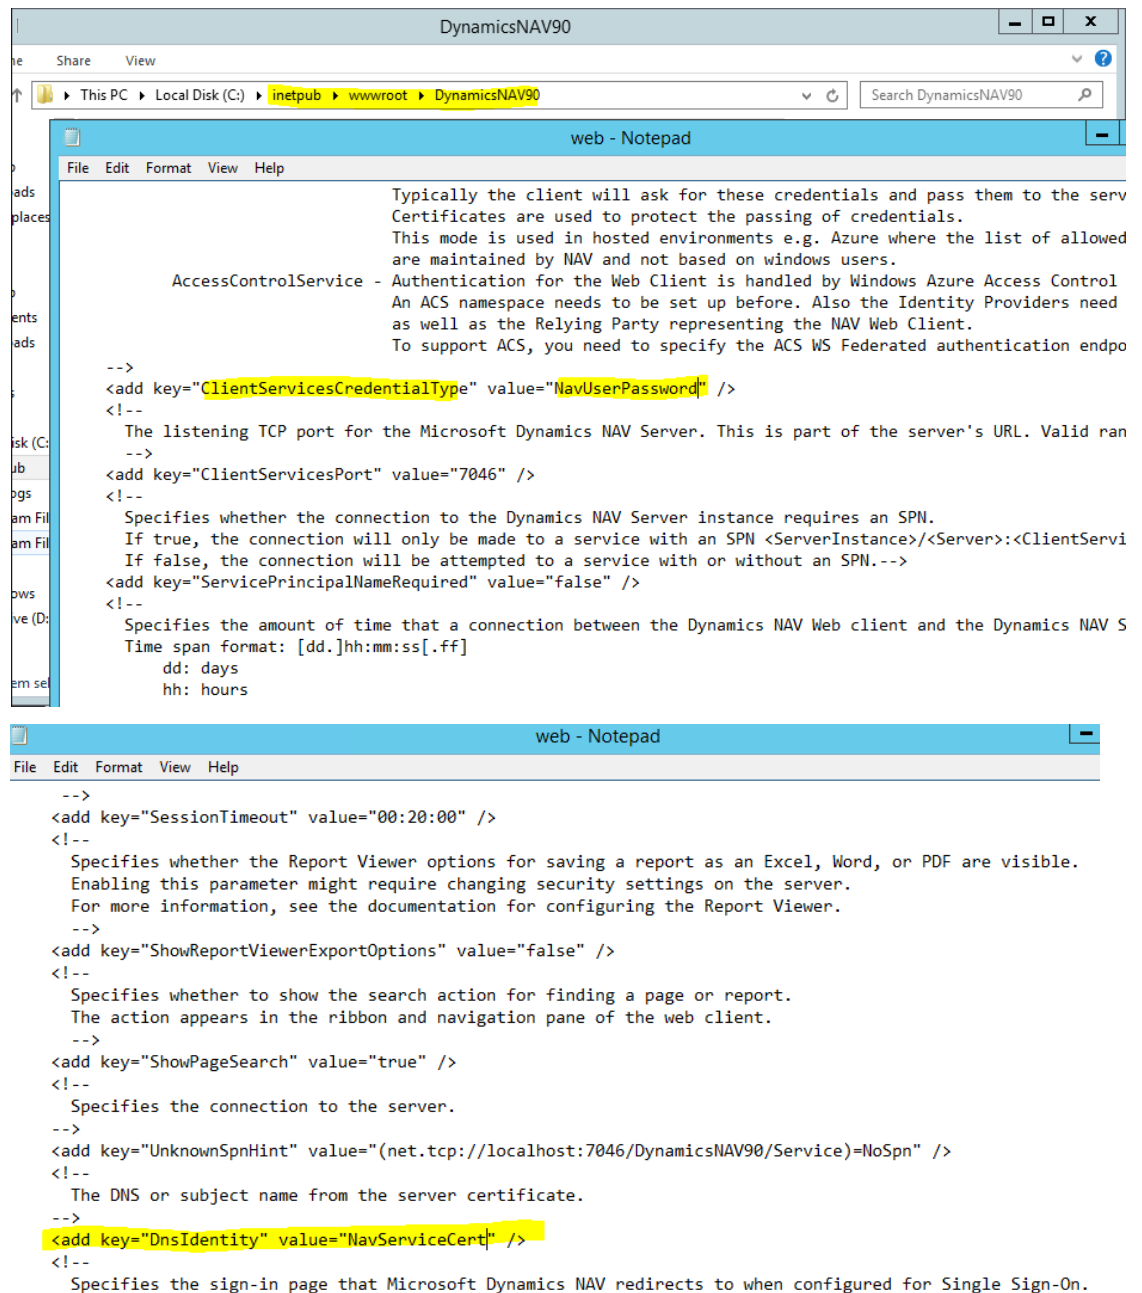 DynamicsNAV90
Share View
This PC Local Disk (C:) inetpub wwwroot DynamicsNAV90 Search DynamicsNAV90
web - Notepad
File Edit Format View Help
Typically the client will ask for these credentials and pass them to the serv
Certificates are used to protect the passing of credentials.
This mode is used in hosted environments e.g. Azure where the list of allowed
are maintained by NAV and not based on windows users.
AccessControlService - Authentication for the Web Client is handled by Windows Azure Access Control
An ACS namespace needs to be set up before. Also the Identity Providers need
as well as the Relying Party representing the NAV Web Client.
To support ACS, you need to specify the ACS WS Federated authentication endpo
-->
<add key="ClientServicesCredentialType" value="NavUserPassword" />
<!--
The listening TCP port for the Microsoft Dynamics NAV Server. This is part of the server's URL. Valid ran
-->
<add key="ClientServicesPort" value="7046" />
<!--
Specifies whether the connection to the Dynamics NAV Server instance requires an SPN.
If true, the connection will only be made to a service with an SPN <ServerInstance>/<Server>:<ClientServi
If false, the connection will be attempted to a service with or without an SPN.-->
<add key="ServicePrincipalNameRequired" value="false" />
<!--
Specifies the amount of time that a connection between the Dynamics NAV Web client and the Dynamics NAV S
Time span format: [dd.]hh:mm:ss[.ff]
dd: days
hh: hours
web - Notepad
File Edit Format View Help
-->
<add key="SessionTimeout" value="00:20:00" />
<!--
Specifies whether the Report Viewer options for saving a report as an Excel, Word, or PDF are visible.
Enabling this parameter might require changing security settings on the server.
For more information, see the documentation for configuring the Report Viewer.
-->
<add key="ShowReportViewerExportOptions" value="false" />
<!--
Specifies whether to show the search action for finding a page or report.
The action appears in the ribbon and navigation pane of the web client.
-->
<add key="ShowPageSearch" value="true" />
<!--
Specifies the connection to the server.
-->
<add key="UnknownSpnHint" value="(net.tcp://localhost:7046/DynamicsNAV90/Service)=NoSpn" />
<!--
The DNS or subject name from the server certificate.
-->
<add key="DnsIdentity" value="NavServiceCert" />
<!--
Specifies the sign-in page that Microsoft Dynamics NAV redirects to when configured for Single Sign-On.